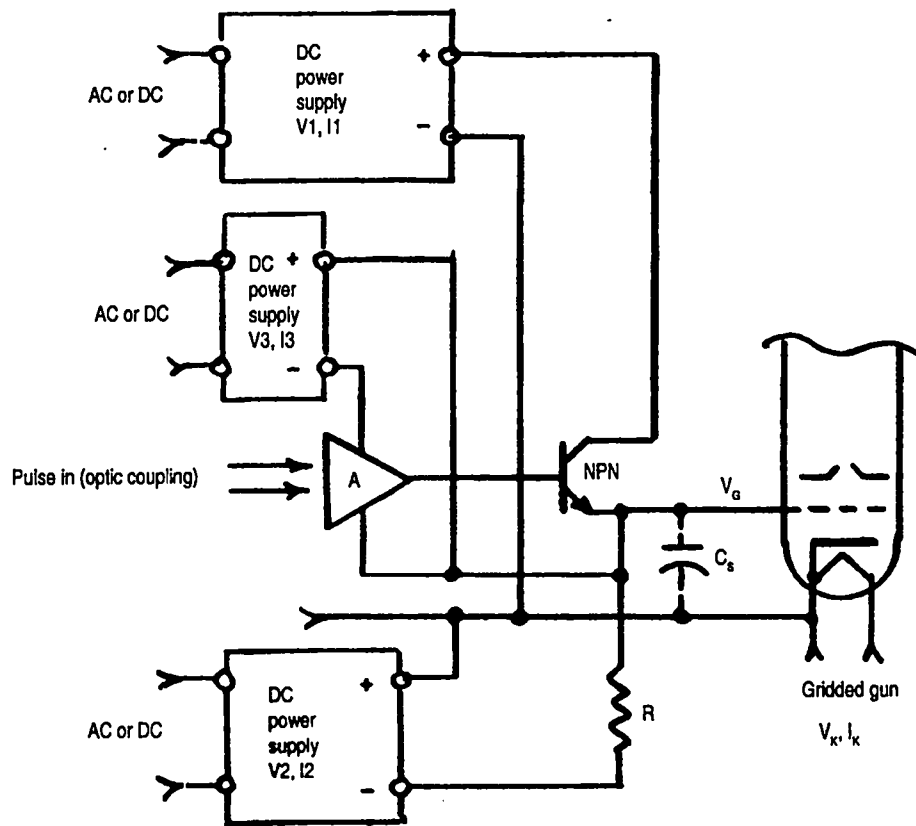 DC
power
supply
V1, I1
+
−
AC or DC
DC
power
supply
V3, I3
+
−
AC or DC
Pulse in (optic coupling)
A
NPN
V_G
C_s
DC
power
supply
V2, I2
+
−
AC or DC
R
Gridded gun
V_K, I_K